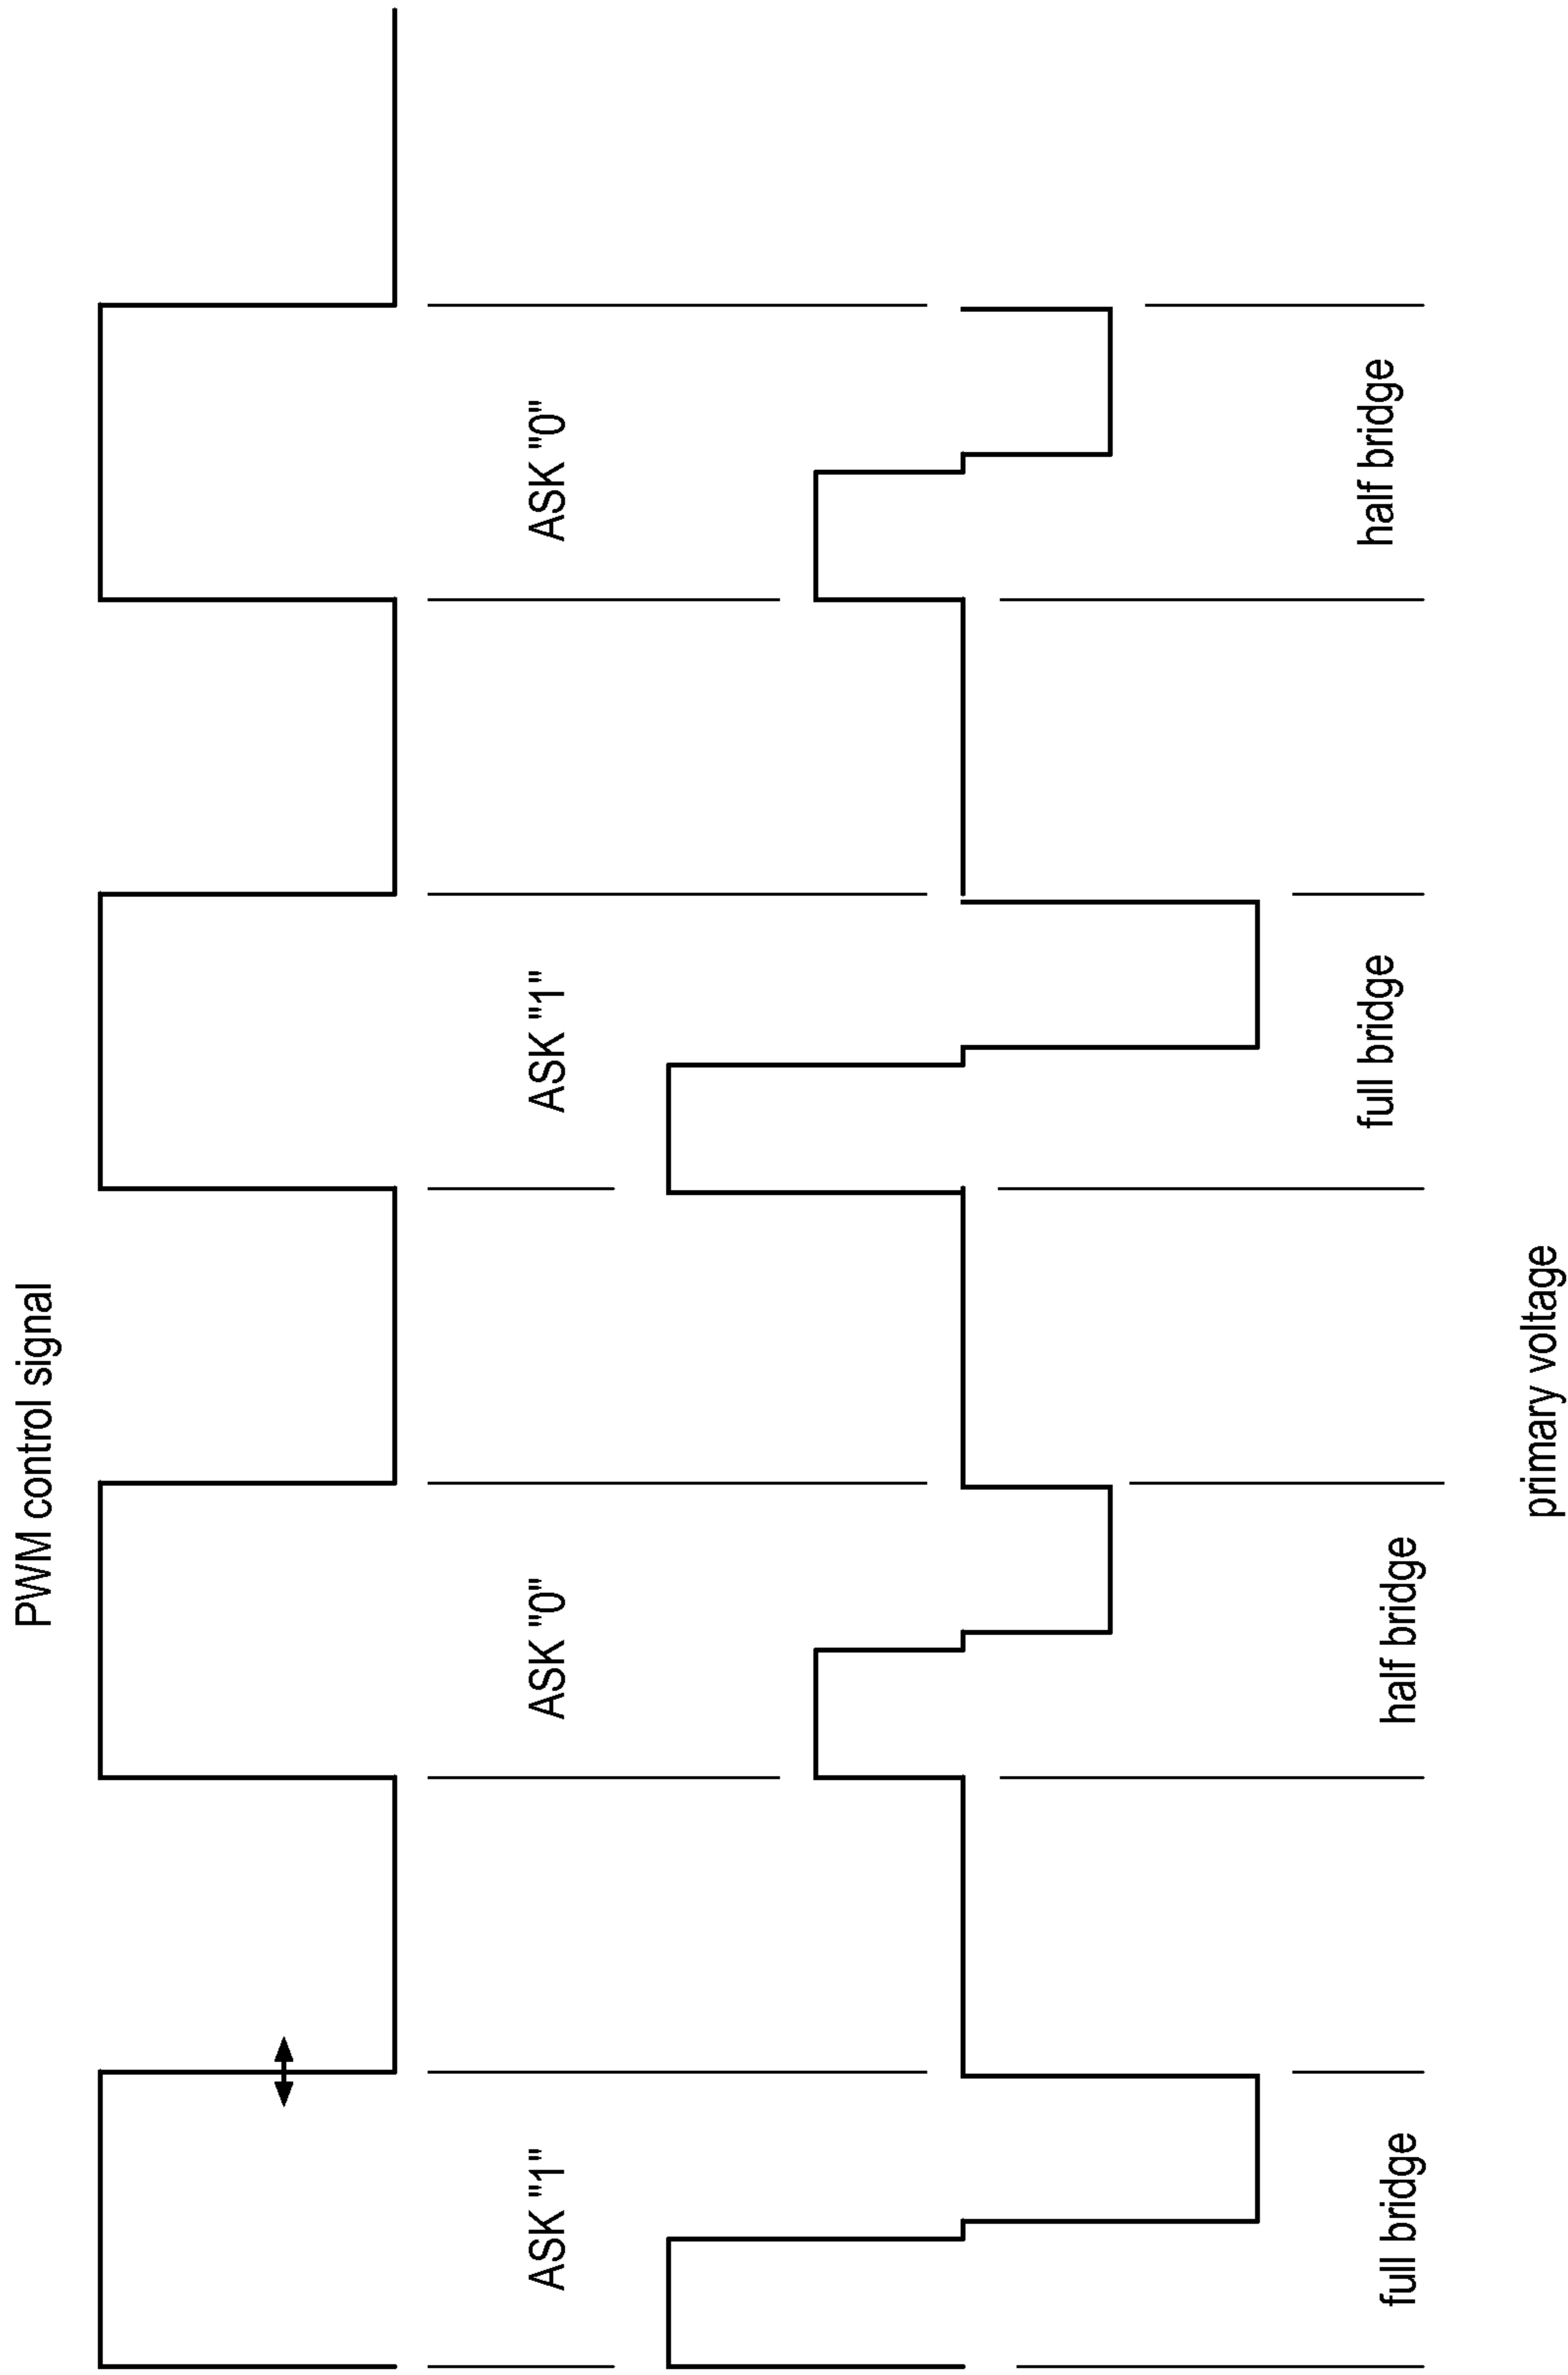 PWM control signal
ASK "1"
ASK "0"
ASK "1"
ASK "0"
full bridge
half bridge
full bridge
half bridge
primary voltage